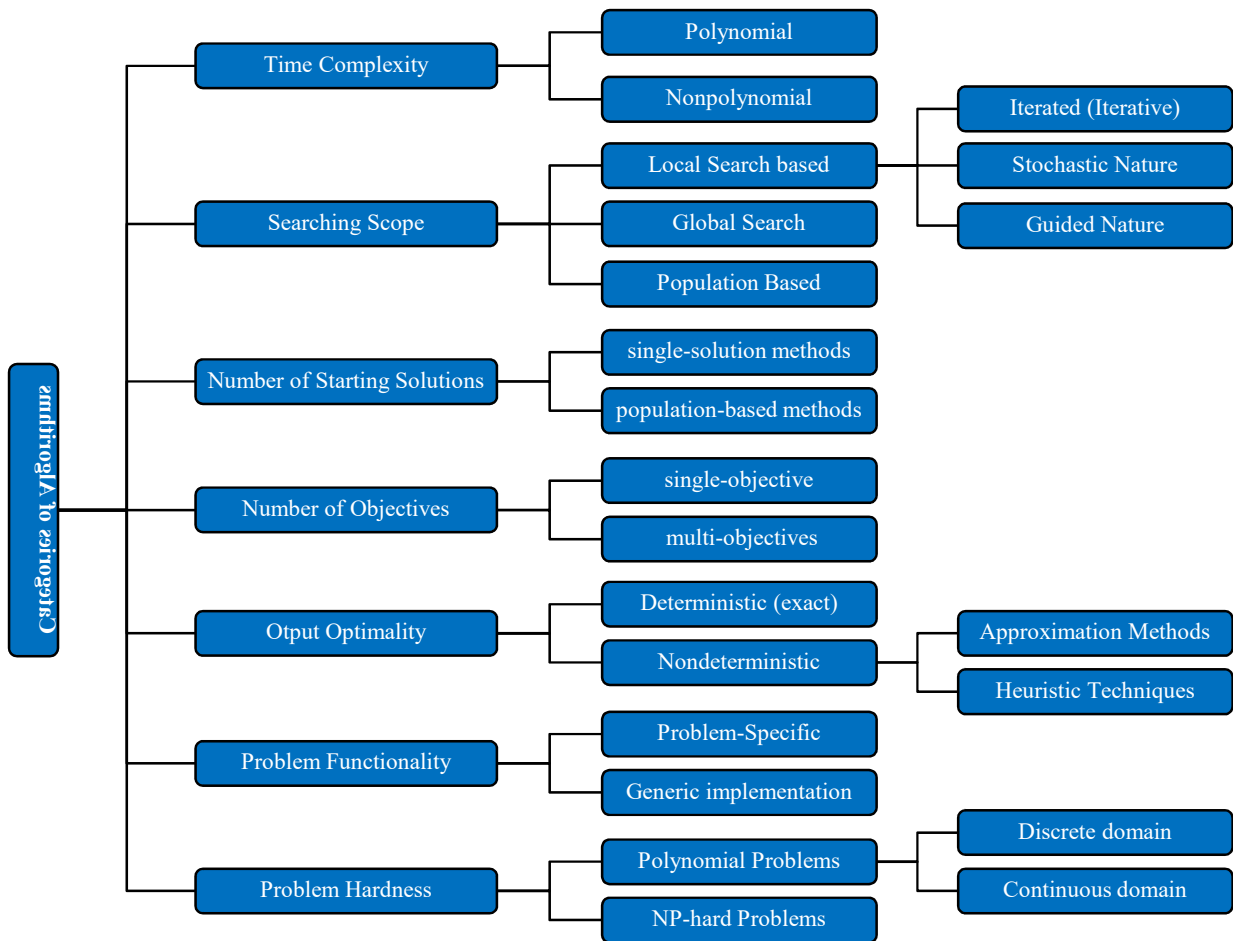 Categories of Algorithms
Time Complexity
Polynomial
Nonpolynomial
Searching Scope
Local Search based
Iterated (Iterative)
Stochastic Nature
Guided Nature
Global Search
Population Based
Number of Starting Solutions
single-solution methods
population-based methods
Number of Objectives
single-objective
multi-objectives
Otput Optimality
Deterministic (exact)
Nondeterministic
Approximation Methods
Heuristic Techniques
Problem Functionality
Problem-Specific
Generic implementation
Problem Hardness
Polynomial Problems
Discrete domain
Continuous domain
NP-hard Problems